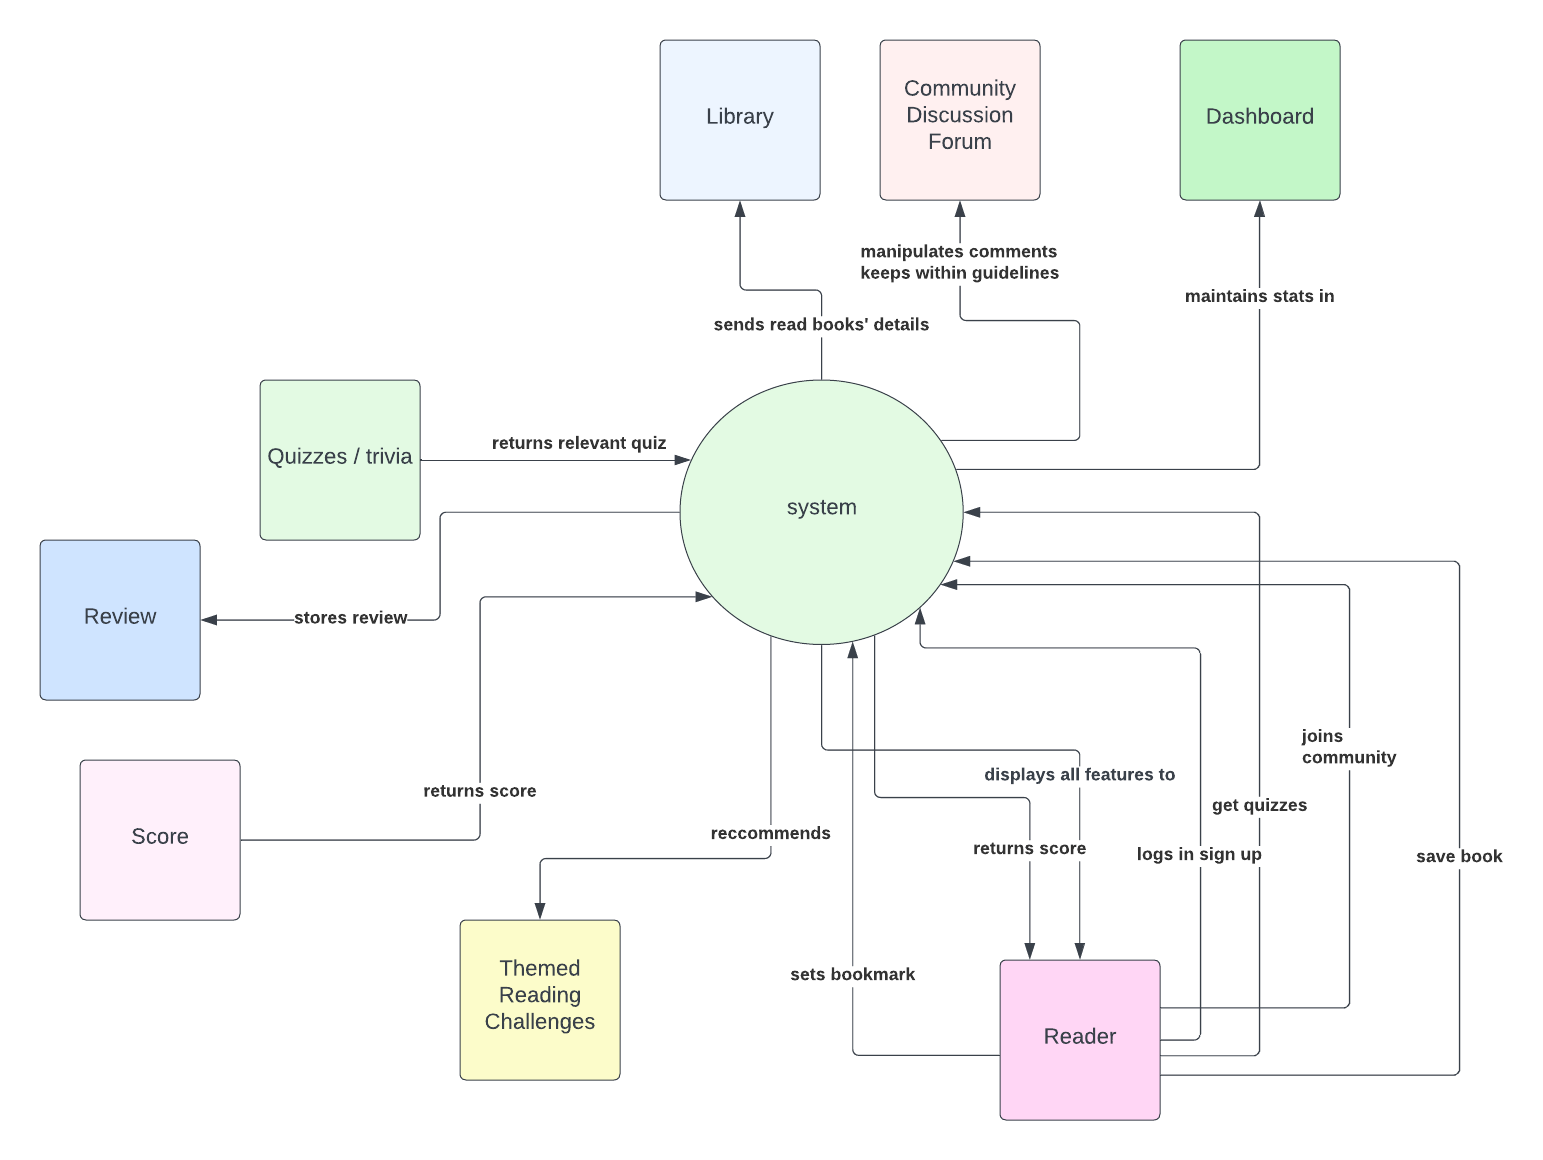 Library
Community
Discussion
Forum
Dashboard
manipulates comments
keeps within guidelines
maintains stats in
sends read books' details
Quizzes / trivia
returns relevant quiz
system
Review
stores review
joins
community
displays all features to
returns score
get quizzes
Score
reccommends
returns score
logs in sign up
save book
Themed
Reading
Challenges
sets bookmark
Reader